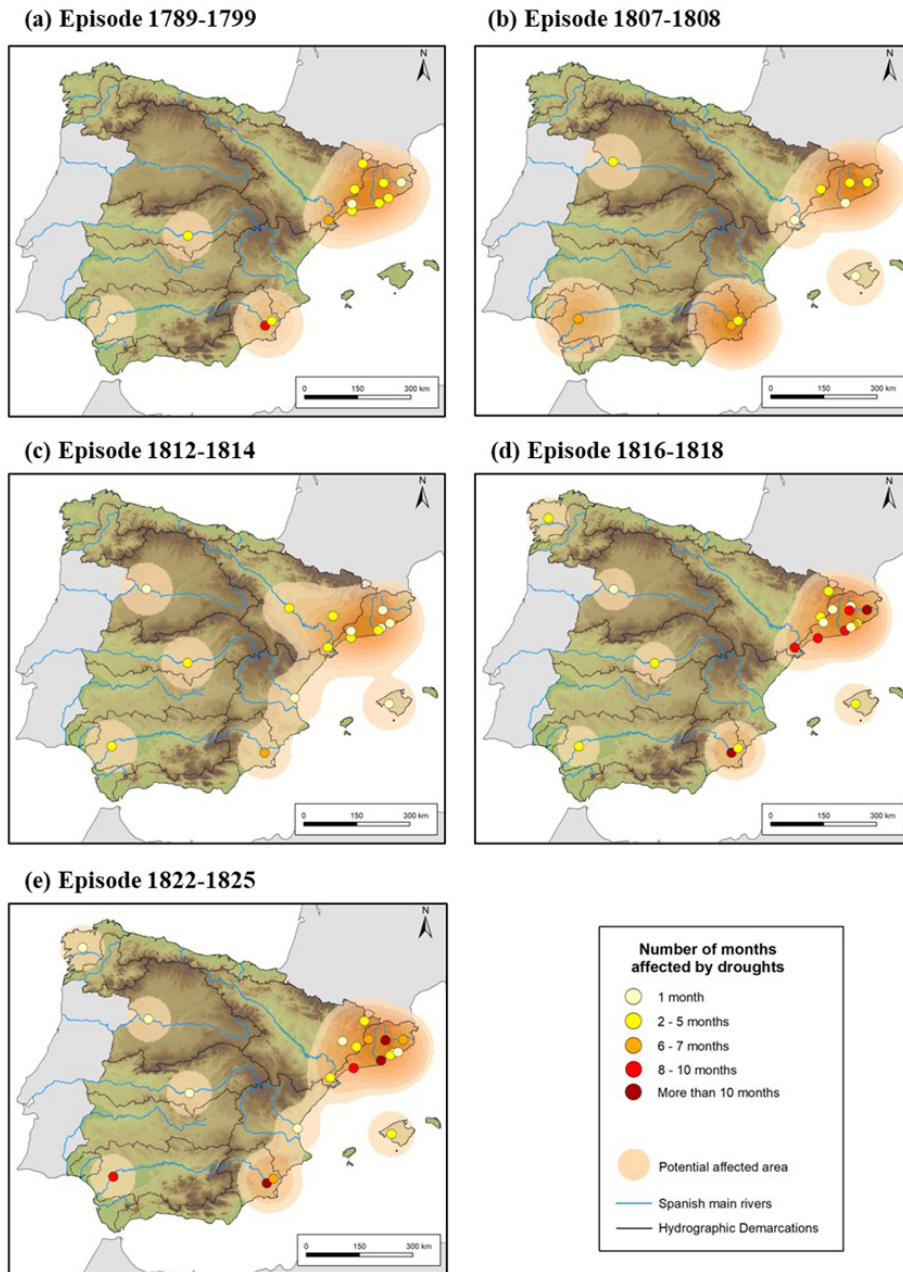 (a) Episode 1789-1799
N
0 150 300 km
(b) Episode 1807-1808
N
0 150 300 km
(c) Episode 1812-1814
N
0 150 300 km
(d) Episode 1816-1818
N
0 150 300 km
(e) Episode 1822-1825
N
0 150 300 km
Number of months
affected by droughts
1 month
2 - 5 months
6 - 7 months
8 - 10 months
More than 10 months
Potential affected area
Spanish main rivers
Hydrographic Demarcations